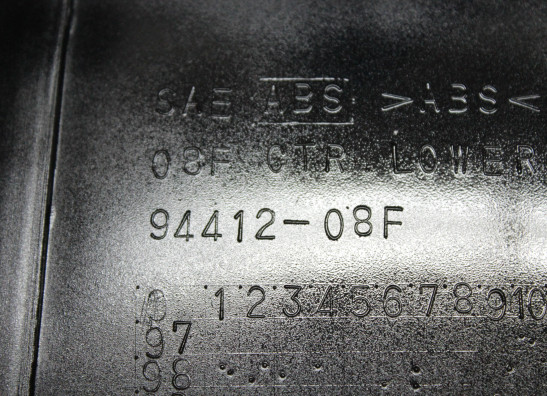 SAE ABS >ABS<
08F CTR LOWER
94412-08F
1 2 3 4 5 6 7 8 9 10
97
98